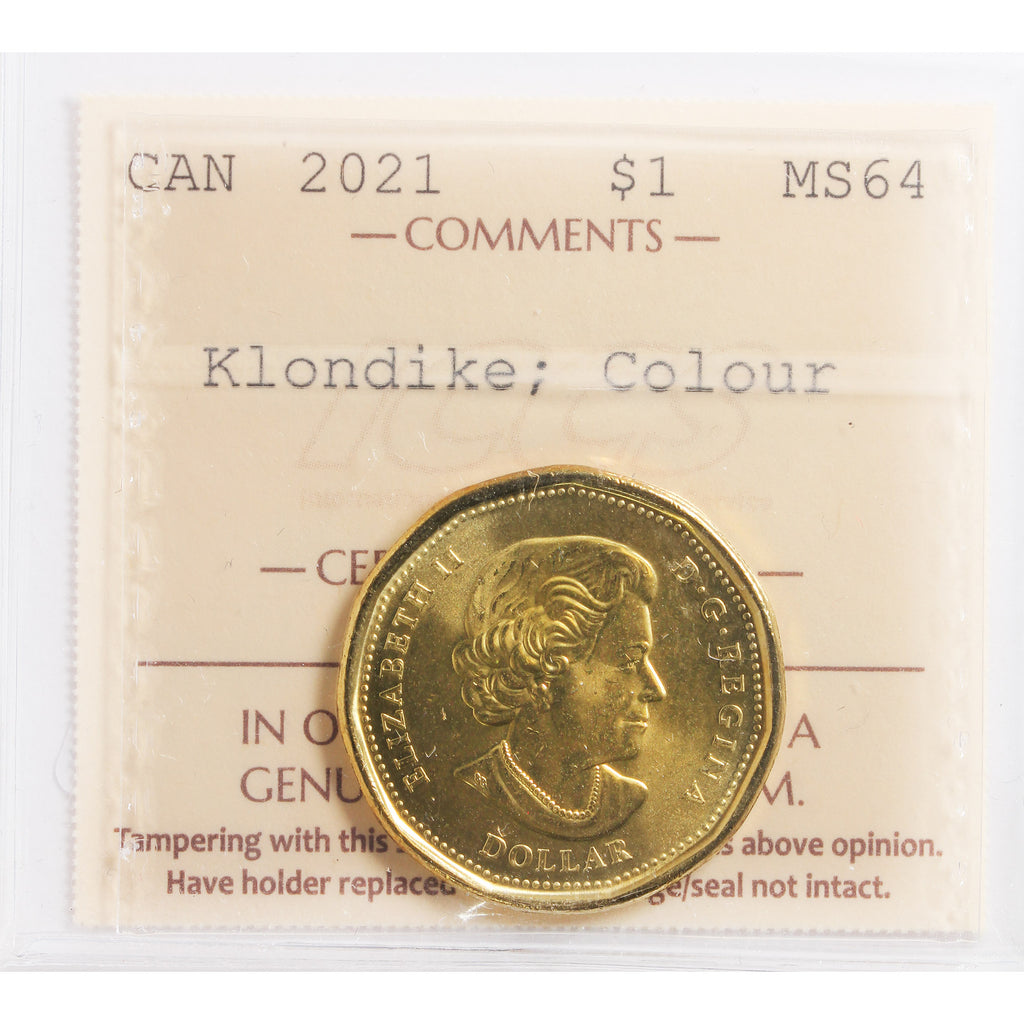 CAN 2021 $1 MS64
— COMMENTS —
Klondike; Colour
ICCS
ELIZABETH II D·G·REGINA
DOLLAR
IN A
GENU M.
Tampering with this above opinion.
Have holder replaced ge/seal not intact.